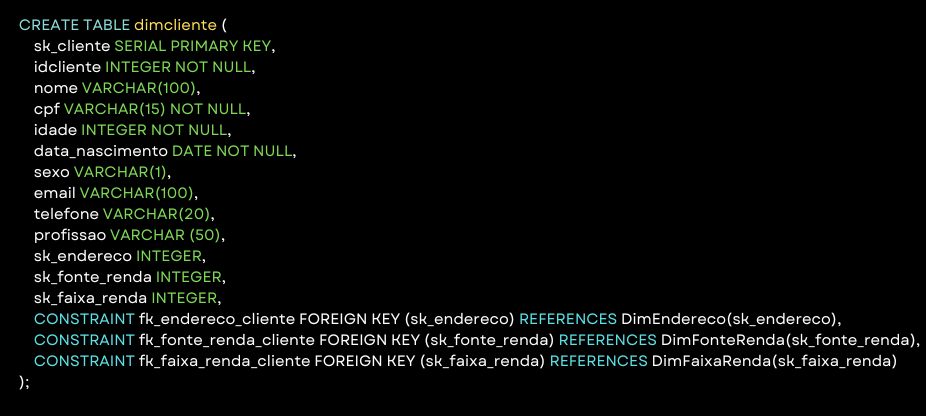 CREATE TABLE dimcliente (
sk_cliente SERIAL PRIMARY KEY,
idcliente INTEGER NOT NULL,
nome VARCHAR(100),
cpf VARCHAR(15) NOT NULL,
idade INTEGER NOT NULL,
data_nascimento DATE NOT NULL,
sexo VARCHAR(1),
email VARCHAR(100),
telefone VARCHAR(20),
profissao VARCHAR (50),
sk_endereco INTEGER,
sk_fonte_renda INTEGER,
sk_faixa_renda INTEGER,
CONSTRAINT fk_endereco_cliente FOREIGN KEY (sk_endereco) REFERENCES DimEndereco(sk_endereco),
CONSTRAINT fk_fonte_renda_cliente FOREIGN KEY (sk_fonte_renda) REFERENCES DimFonteRenda(sk_fonte_renda),
CONSTRAINT fk_faixa_renda_cliente FOREIGN KEY (sk_faixa_renda) REFERENCES DimFaixaRenda(sk_faixa_renda)
);